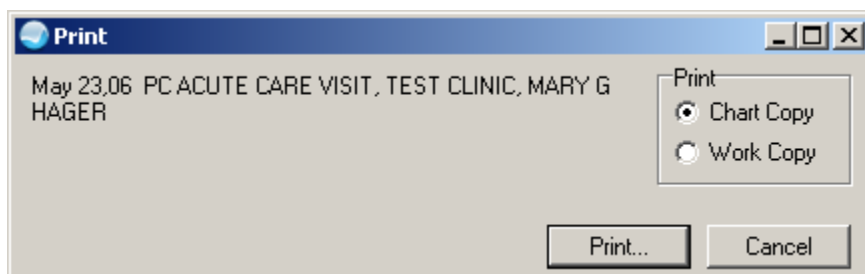 Print
May 23,06 PC ACUTE CARE VISIT, TEST CLINIC, MARY G
HAGER
Print
Chart Copy
Work Copy
Print...
Cancel